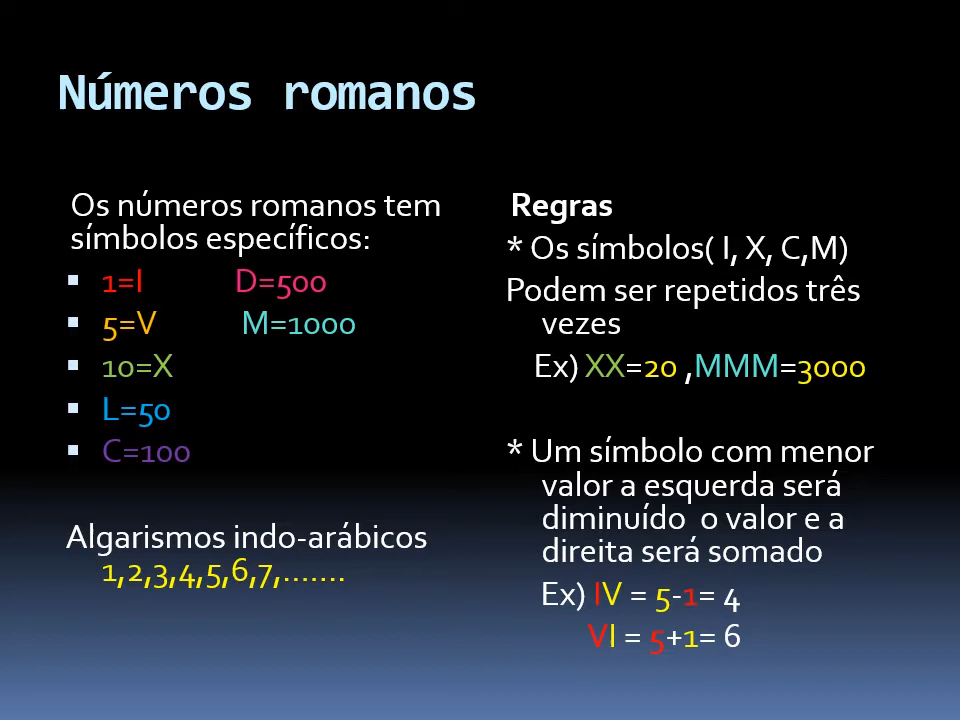 Números romanos
Os números romanos tem
símbolos específicos:
▪ 1=I D=500
▪ 5=V M=1000
▪ 10=X
▪ L=50
▪ C=100
Algarismos indo-arábicos
1,2,3,4,5,6,7,.......
Regras
* Os símbolos( I, X, C,M)
Podem ser repetidos três
vezes
Ex) XX=20 ,MMM=3000
* Um símbolo com menor
valor a esquerda será
diminuído o valor e a
direita será somado
Ex) IV = 5-1= 4
VI = 5+1= 6